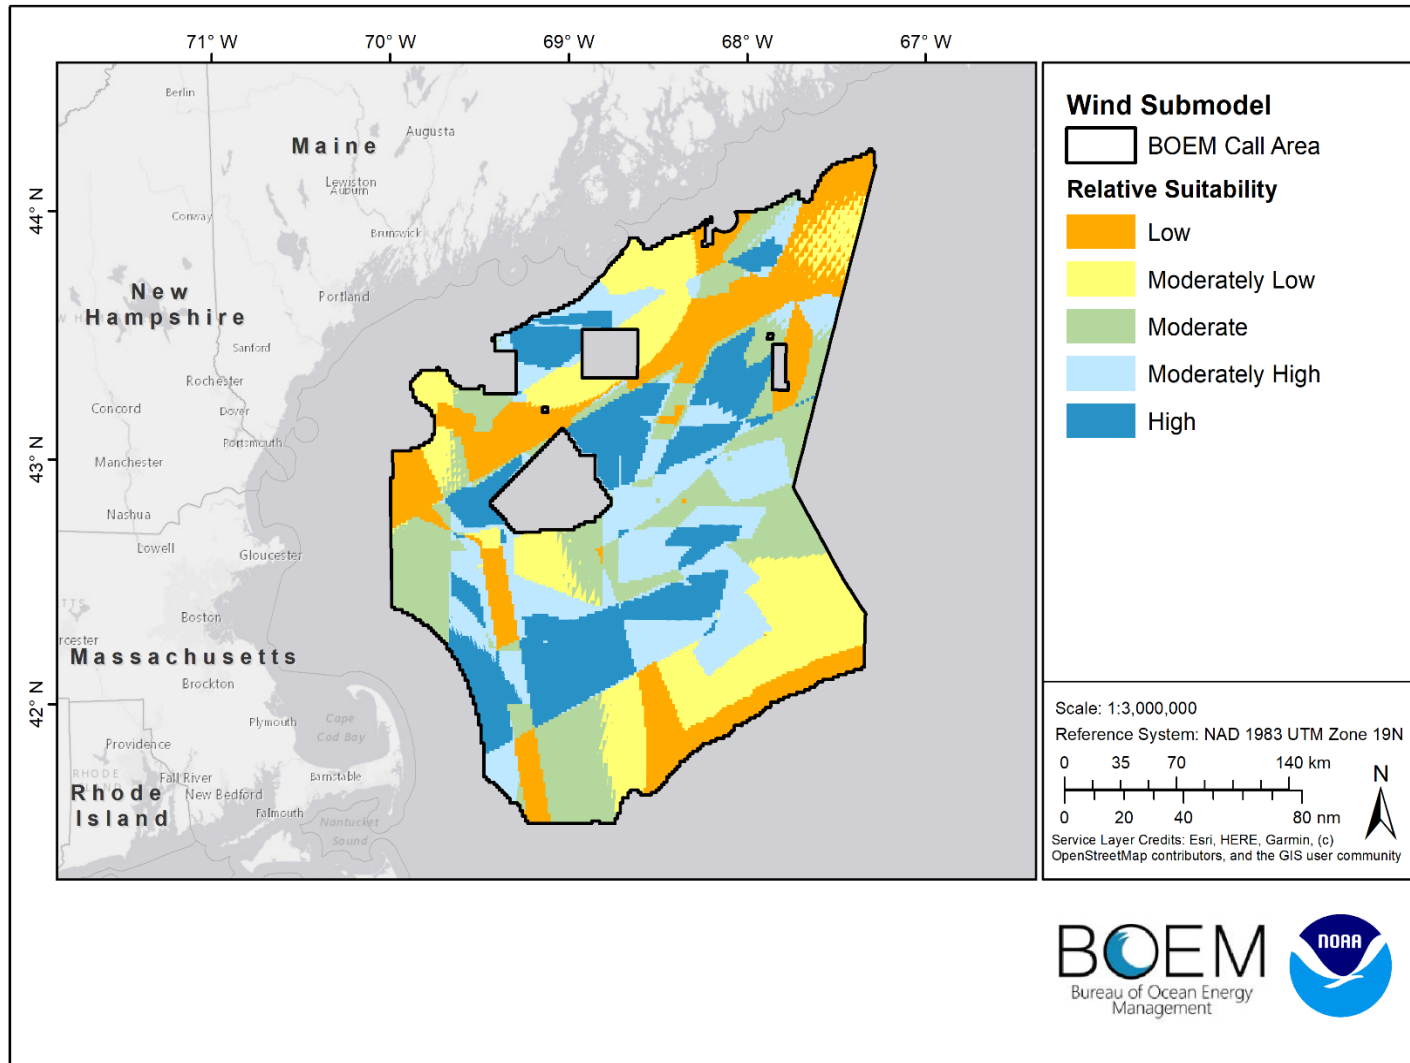 71° W
70° W
69° W
68° W
67° W
44° N
43° N
42° N
Berlin
Augusta
Maine
Lewiston
Auburn
Conway
Brunswick
New
Hampshire
Portland
Sanford
Rochester
Concord
Dover
Portsmouth
Manchester
Nashua
Lowell
Gloucester
Boston
rcester
Massachusetts
Brockton
Plymouth
Cape
Cod Bay
Providence
RHODE
Fall River
Barnstable
New Bedford
Rhode
Island
Falmouth
Nantucket
Sound
Wind Submodel
BOEM Call Area
Relative Suitability
Low
Moderately Low
Moderate
Moderately High
High
Scale: 1:3,000,000
Reference System: NAD 1983 UTM Zone 19N
0 35 70 140 km
0 20 40 80 nm
N
Service Layer Credits: Esri, HERE, Garmin, (c)
OpenStreetMap contributors, and the GIS user community
BOEM
Bureau of Ocean Energy
Management
NOAA